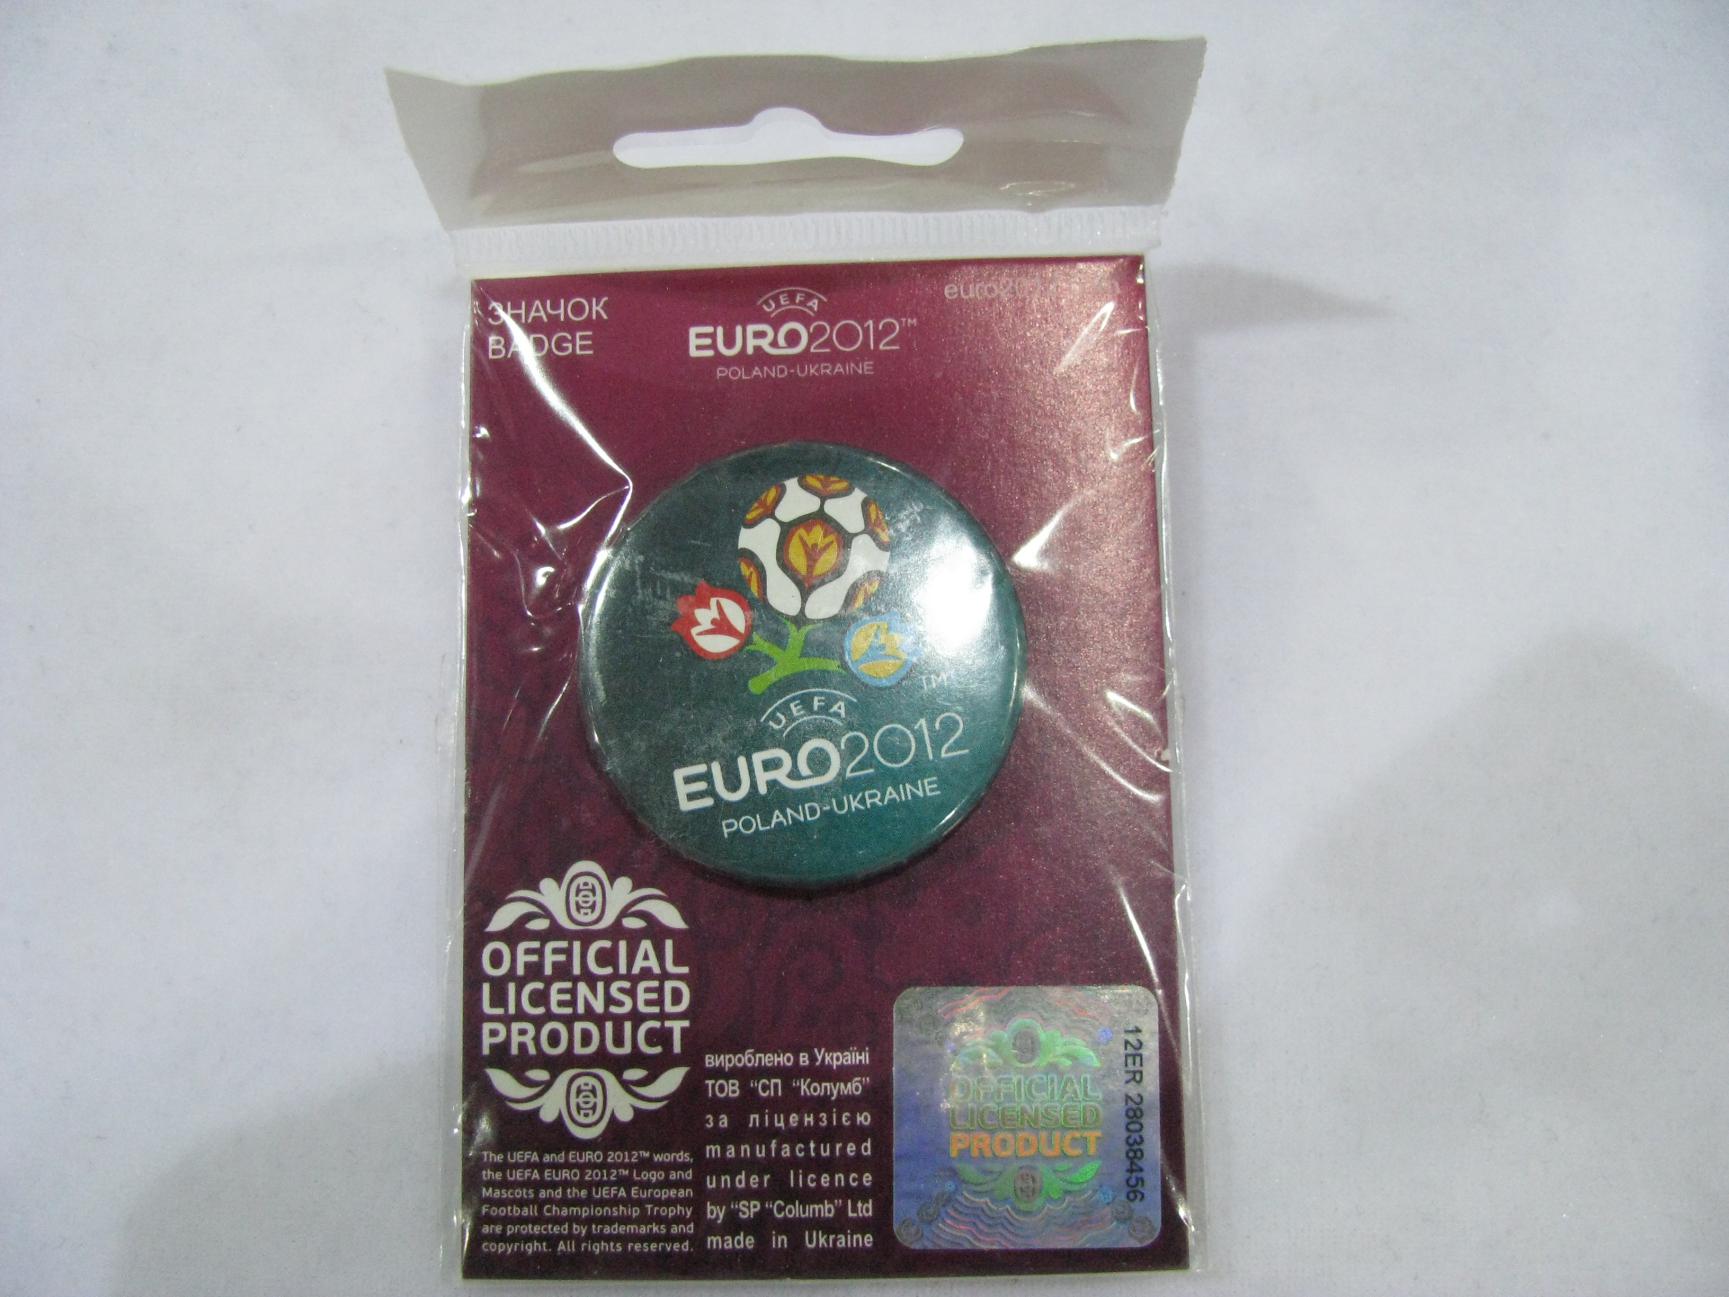 ЗНАЧОК
BADGE
UEFA
EURO2012™
POLAND-UKRAINE
UEFA
EURO2012
TM
POLAND-UKRAINE
OFFICIAL
LICENSED
PRODUCT
The UEFA and EURO 2012™ words,
the UEFA EURO 2012™ Logo and
Mascots and the UEFA European
Football Championship Trophy
are protected by trademarks and
copyright. All rights reserved.
вироблено в Україні
ТОВ “СП “Колумб”
за ліцензією
manufactured
under licence
by “SP “Columb” Ltd
made in Ukraine
OFFICIAL
LICENSED
PRODUCT
12ER 28038456